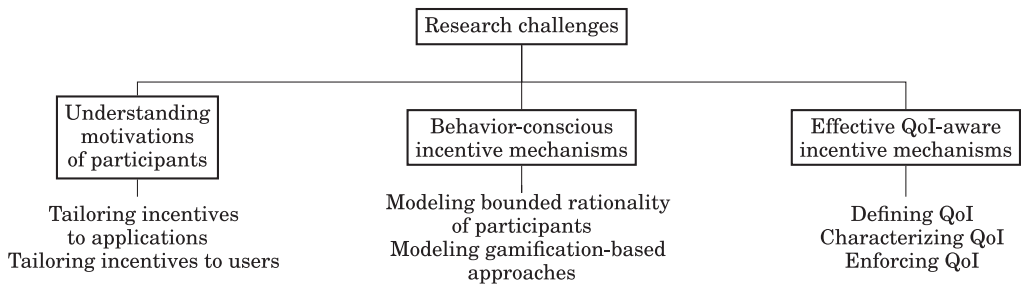 Research challenges
Understanding
motivations
of participants
Tailoring incentives
to applications
Tailoring incentives to users
Behavior-conscious
incentive mechanisms
Modeling bounded rationality
of participants
Modeling gamification-based
approaches
Effective QoI-aware
incentive mechanisms
Defining QoI
Characterizing QoI
Enforcing QoI